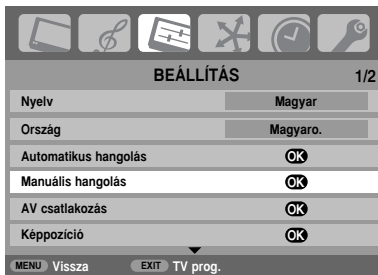 BEÁLLÍTÁS 1/2
Nyelv Magyar
Ország Magyaro.
Automatikus hangolás OK
Manuális hangolás OK
AV csatlakozás OK
Képpozíció OK
MENU Vissza EXIT TV prog.